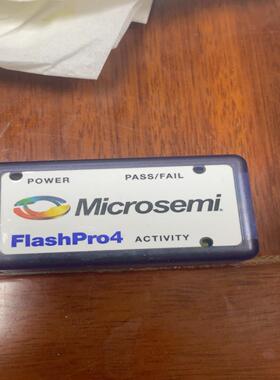 POWER PASS/FAIL
Microsemi.
FlashPro4 ACTIVITY